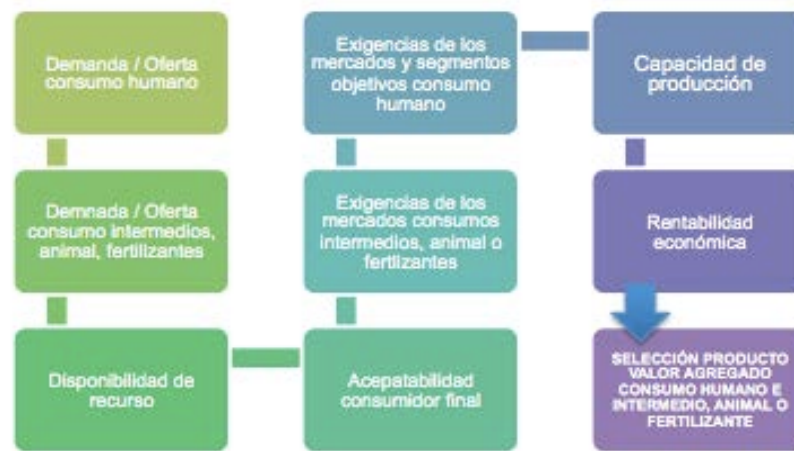 Demanda / Oferta
consumo humano
Demnada / Oferta
consumo intermedios,
animal, fertilizantes
Disponibilidad de
recurso
Acepatabilidad
consumidor final
Exigencias de los
mercados consumos
intermedios, animal o
fertlizantes
Exigencias de los
mercados y segmentos
objetivos consumo
humano
Capacidad de
producción
Rentabilidad
económica
SELECCIÓN PRODUCTO
VALOR AGREGADO
CONSUMO HUMANO E
INTERMEDIO, ANIMAL O
FERTILIZANTE